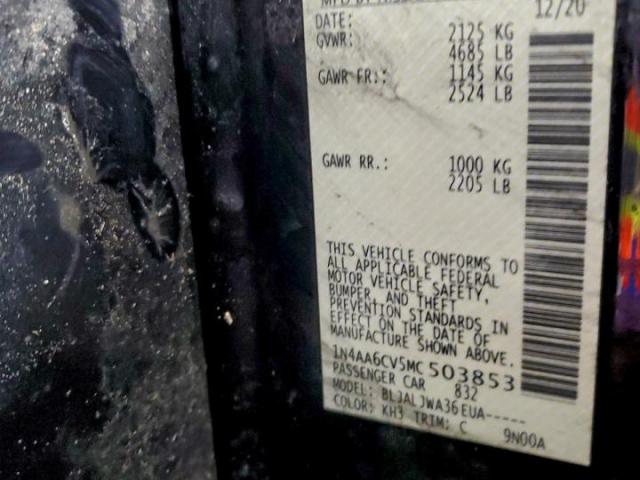 12/20
DATE:
GVWR: 2125 KG
4685 LB
GAWR FR.: 1145 KG
2524 LB
GAWR RR.: 1000 KG
2205 LB
THIS VEHICLE CONFORMS TO
ALL APPLICABLE FEDERAL
MOTOR VEHICLE SAFETY,
BUMPER, AND THEFT
PREVENTION STANDARDS IN
EFFECT ON THE DATE OF
MANUFACTURE SHOWN ABOVE.
1N4AA6CV5MC503853
PASSENGER CAR 832
MODEL: BLJALJWA36EUA-----
COLOR: KH3 TRIM: C 9N00A